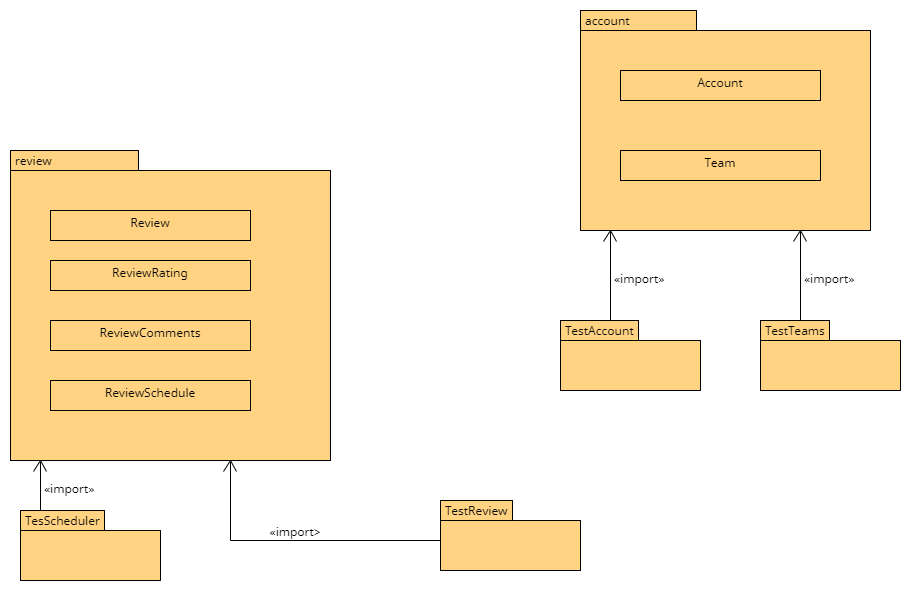 account
Account
Team
review
Review
ReviewRating
ReviewComments
ReviewSchedule
«import»
«import»
TestAccount
TestTeams
«import»
TesScheduler
TestReview
«import>